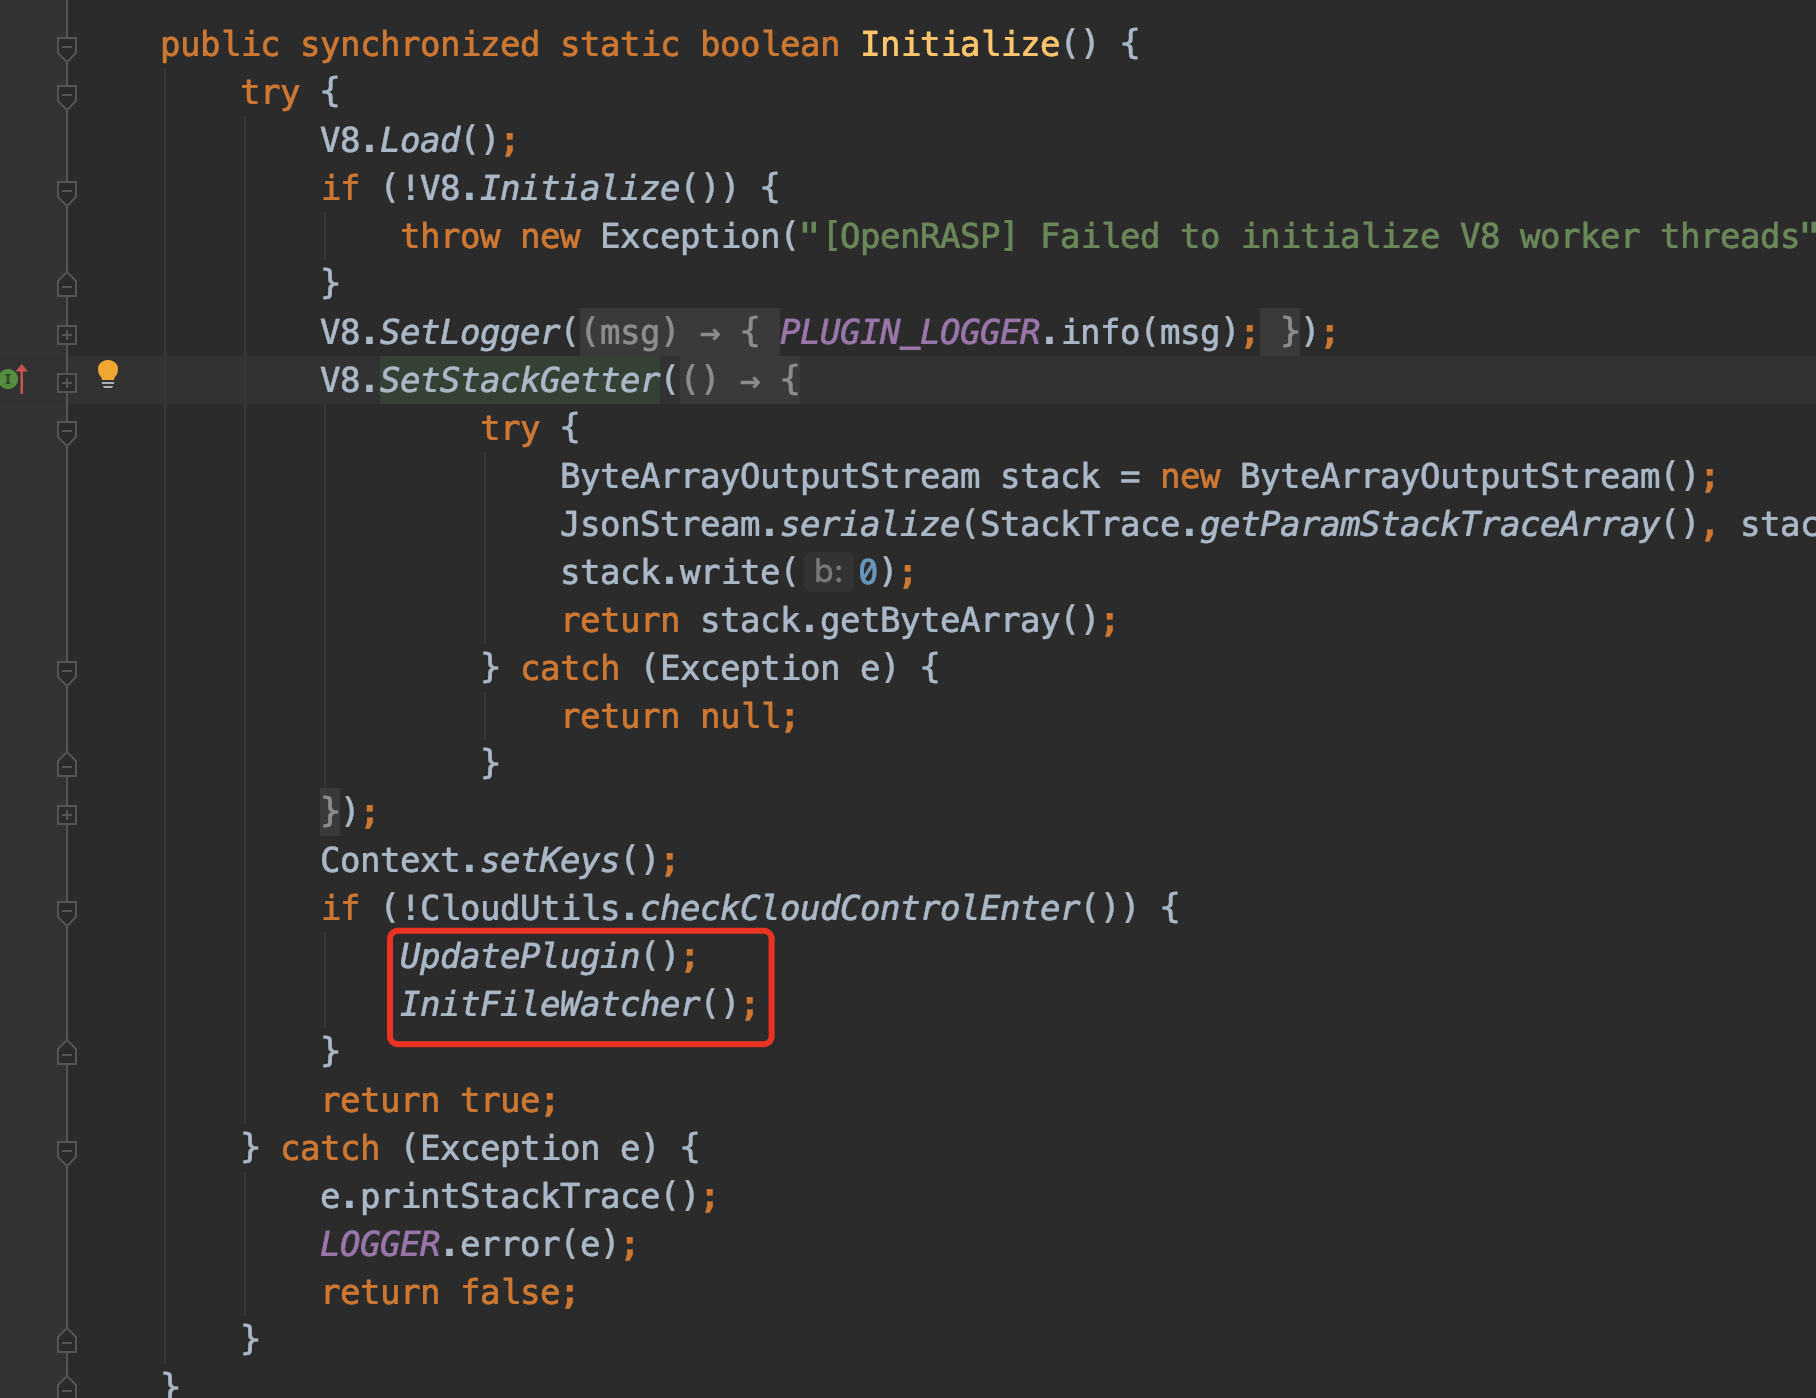 public synchronized static boolean Initialize() {
try {
V8.Load();
if (!V8.Initialize()) {
throw new Exception("[OpenRASP] Failed to initialize V8 worker threads"
}
V8.SetLogger((msg) → { PLUGIN_LOGGER.info(msg); });
V8.SetStackGetter(() → {
try {
ByteArrayOutputStream stack = new ByteArrayOutputStream();
JsonStream.serialize(StackTrace.getParamStackTraceArray(), stac
stack.write( b: 0);
return stack.getByteArray();
} catch (Exception e) {
return null;
}
});
Context.setKeys();
if (!CloudUtils.checkCloudControlEnter()) {
UpdatePlugin();
InitFileWatcher();
}
return true;
} catch (Exception e) {
e.printStackTrace();
LOGGER.error(e);
return false;
}
}